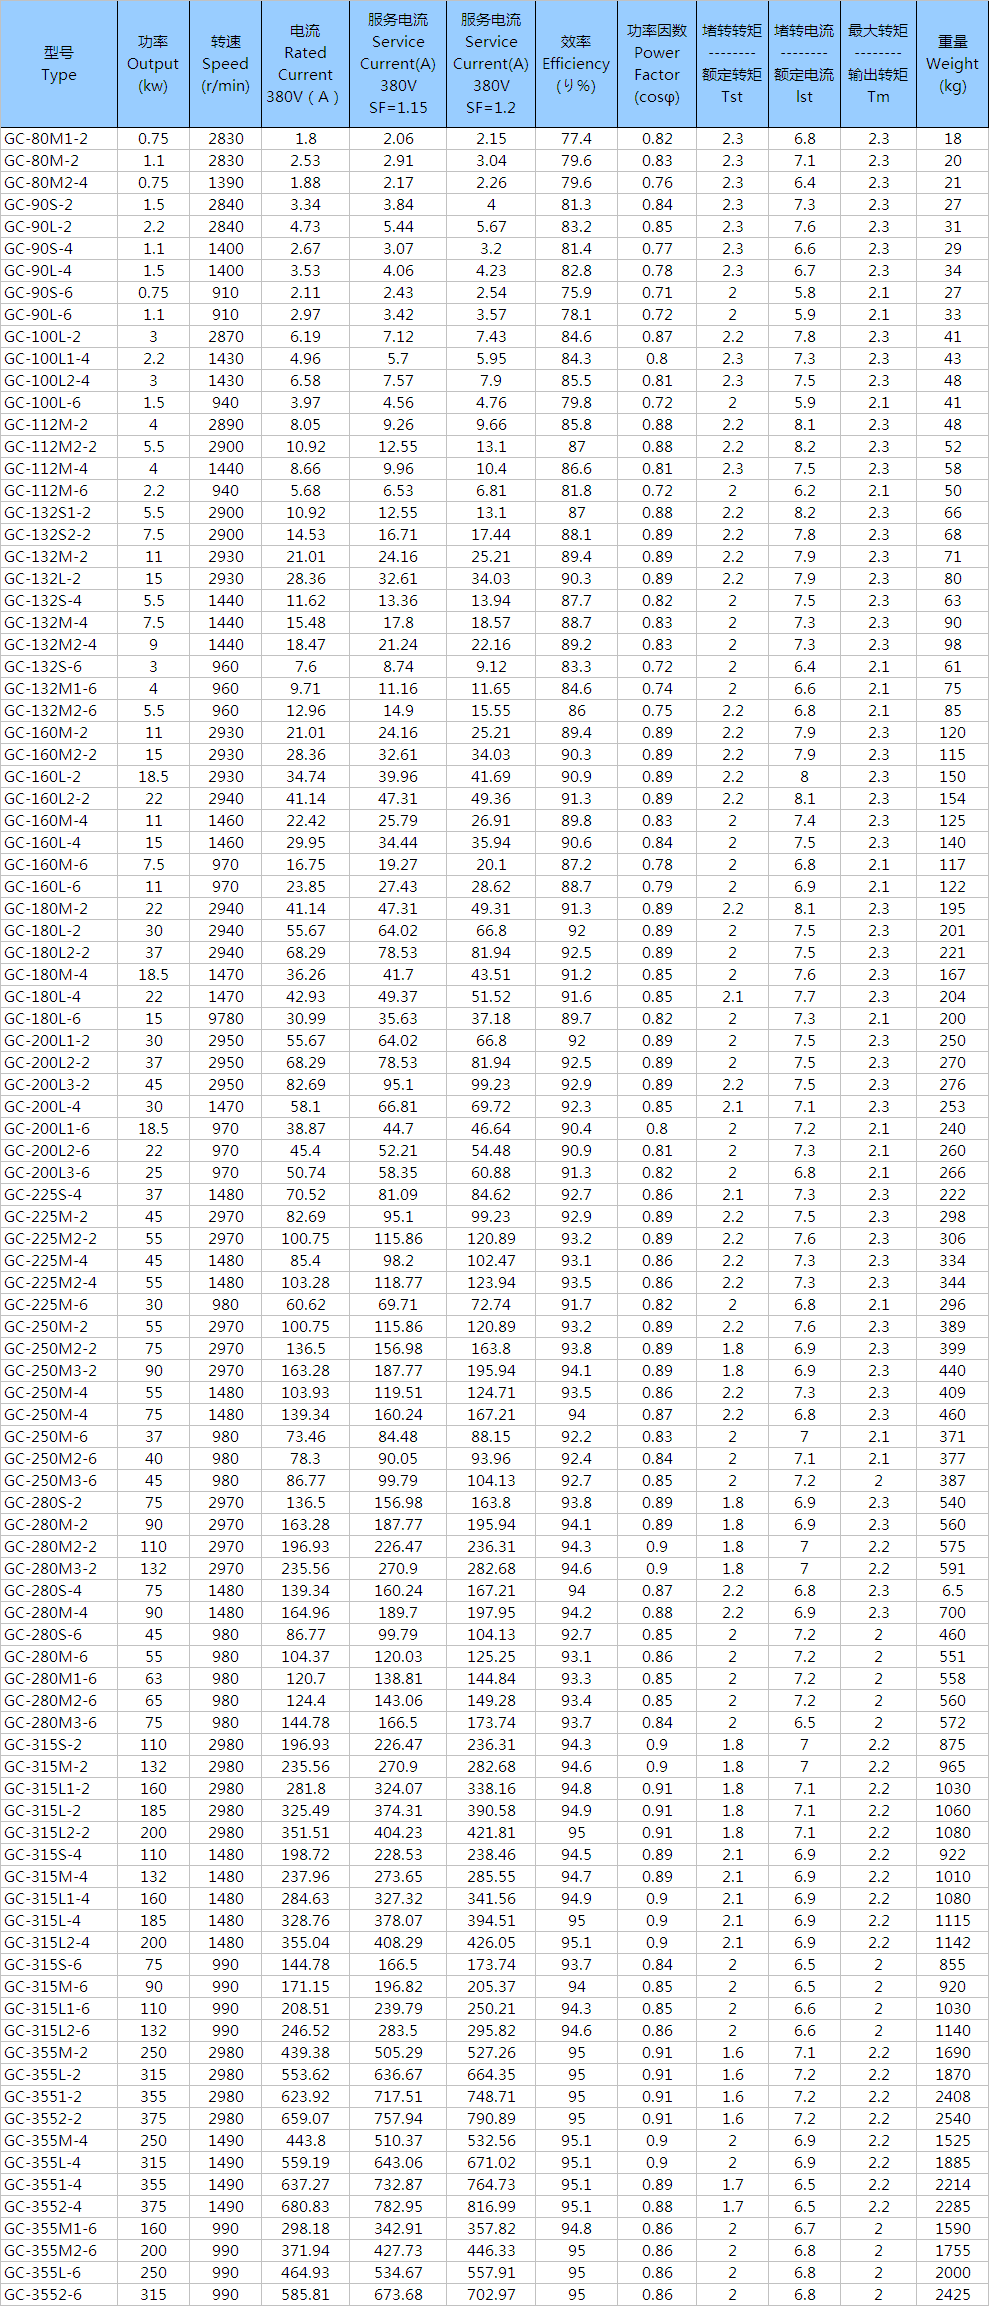 型号 Type 功率 Output (kw) 转速 Speed (r/min) 电流 Rated Current 380V（A） 服务电流 Service Current(A) 380V SF=1.15 服务电流 Service Current(A) 380V SF=1.2 效率 Efficiency (り%) 功率因数 Power Factor (cosφ) 堵转转矩 -------- 额定转矩 Tst 堵转电流 -------- 额定电流 lst 最大转矩 -------- 输出转矩 Tm 重量 Weight (kg)
GC-80M1-2 0.75 2830 1.8 2.06 2.15 77.4 0.82 2.3 6.8 2.3 18
GC-80M-2 1.1 2830 2.53 2.91 3.04 79.6 0.83 2.3 7.1 2.3 20
GC-80M2-4 0.75 1390 1.88 2.17 2.26 79.6 0.76 2.3 6.4 2.3 21
GC-90S-2 1.5 2840 3.34 3.84 4 81.3 0.84 2.3 7.3 2.3 27
GC-90L-2 2.2 2840 4.73 5.44 5.67 83.2 0.85 2.3 7.6 2.3 31
GC-90S-4 1.1 1400 2.67 3.07 3.2 81.4 0.77 2.3 6.6 2.3 29
GC-90L-4 1.5 1400 3.53 4.06 4.23 82.8 0.78 2.3 6.7 2.3 34
GC-90S-6 0.75 910 2.11 2.43 2.54 75.9 0.71 2 5.8 2.1 27
GC-90L-6 1.1 910 2.97 3.42 3.57 78.1 0.72 2 5.9 2.1 33
GC-100L-2 3 2870 6.19 7.12 7.43 84.6 0.87 2.2 7.8 2.3 41
GC-100L1-4 2.2 1430 4.96 5.7 5.95 84.3 0.8 2.3 7.3 2.3 43
GC-100L2-4 3 1430 6.58 7.57 7.9 85.5 0.81 2.3 7.5 2.3 48
GC-100L-6 1.5 940 3.97 4.56 4.76 79.8 0.72 2 5.9 2.1 41
GC-112M-2 4 2890 8.05 9.26 9.66 85.8 0.88 2.2 8.1 2.3 48
GC-112M2-2 5.5 2900 10.92 12.55 13.1 87 0.88 2.2 8.2 2.3 52
GC-112M-4 4 1440 8.66 9.96 10.4 86.6 0.81 2.3 7.5 2.3 58
GC-112M-6 2.2 940 5.68 6.53 6.81 81.8 0.72 2 6.2 2.1 50
GC-132S1-2 5.5 2900 10.92 12.55 13.1 87 0.88 2.2 8.2 2.3 66
GC-132S2-2 7.5 2900 14.53 16.71 17.44 88.1 0.89 2.2 7.8 2.3 68
GC-132M-2 11 2930 21.01 24.16 25.21 89.4 0.89 2.2 7.9 2.3 71
GC-132L-2 15 2930 28.36 32.61 34.03 90.3 0.89 2.2 7.9 2.3 80
GC-132S-4 5.5 1440 11.62 13.36 13.94 87.7 0.82 2 7.5 2.3 63
GC-132M-4 7.5 1440 15.48 17.8 18.57 88.7 0.83 2 7.3 2.3 90
GC-132M2-4 9 1440 18.47 21.24 22.16 89.2 0.83 2 7.3 2.3 98
GC-132S-6 3 960 7.6 8.74 9.12 83.3 0.72 2 6.4 2.1 61
GC-132M1-6 4 960 9.71 11.16 11.65 84.6 0.74 2 6.6 2.1 75
GC-132M2-6 5.5 960 12.96 14.9 15.55 86 0.75 2.2 6.8 2.1 85
GC-160M-2 11 2930 21.01 24.16 25.21 89.4 0.89 2.2 7.9 2.3 120
GC-160M2-2 15 2930 28.36 32.61 34.03 90.3 0.89 2.2 7.9 2.3 115
GC-160L-2 18.5 2930 34.74 39.96 41.69 90.9 0.89 2.2 8 2.3 150
GC-160L2-2 22 2940 41.14 47.31 49.36 91.3 0.89 2.2 8.1 2.3 154
GC-160M-4 11 1460 22.42 25.79 26.91 89.8 0.83 2 7.4 2.3 125
GC-160L-4 15 1460 29.95 34.44 35.94 90.6 0.84 2 7.5 2.3 140
GC-160M-6 7.5 970 16.75 19.27 20.1 87.2 0.78 2 6.8 2.1 117
GC-160L-6 11 970 23.85 27.43 28.62 88.7 0.79 2 6.9 2.1 122
GC-180M-2 22 2940 41.14 47.31 49.31 91.3 0.89 2.2 8.1 2.3 195
GC-180L-2 30 2940 55.67 64.02 66.8 92 0.89 2 7.5 2.3 201
GC-180L2-2 37 2940 68.29 78.53 81.94 92.5 0.89 2 7.5 2.3 221
GC-180M-4 18.5 1470 36.26 41.7 43.51 91.2 0.85 2 7.6 2.3 167
GC-180L-4 22 1470 42.93 49.37 51.52 91.6 0.85 2.1 7.7 2.3 204
GC-180L-6 15 9780 30.99 35.63 37.18 89.7 0.82 2 7.3 2.1 200
GC-200L1-2 30 2950 55.67 64.02 66.8 92 0.89 2 7.5 2.3 250
GC-200L2-2 37 2950 68.29 78.53 81.94 92.5 0.89 2 7.5 2.3 270
GC-200L3-2 45 2950 82.69 95.1 99.23 92.9 0.89 2.2 7.5 2.3 276
GC-200L-4 30 1470 58.1 66.81 69.72 92.3 0.85 2.1 7.1 2.3 253
GC-200L1-6 18.5 970 38.87 44.7 46.64 90.4 0.8 2 7.2 2.1 240
GC-200L2-6 22 970 45.4 52.21 54.48 90.9 0.81 2 7.3 2.1 260
GC-200L3-6 25 970 50.74 58.35 60.88 91.3 0.82 2 6.8 2.1 266
GC-225S-4 37 1480 70.52 81.09 84.62 92.7 0.86 2.1 7.3 2.3 222
GC-225M-2 45 2970 82.69 95.1 99.23 92.9 0.89 2.2 7.5 2.3 298
GC-225M2-2 55 2970 100.75 115.86 120.89 93.2 0.89 2.2 7.6 2.3 306
GC-225M-4 45 1480 85.4 98.2 102.47 93.1 0.86 2.2 7.3 2.3 334
GC-225M2-4 55 1480 103.28 118.77 123.94 93.5 0.86 2.2 7.3 2.3 344
GC-225M-6 30 980 60.62 69.71 72.74 91.7 0.82 2 6.8 2.1 296
GC-250M-2 55 2970 100.75 115.86 120.89 93.2 0.89 2.2 7.6 2.3 389
GC-250M2-2 75 2970 136.5 156.98 163.8 93.8 0.89 1.8 6.9 2.3 399
GC-250M3-2 90 2970 163.28 187.77 195.94 94.1 0.89 1.8 6.9 2.3 440
GC-250M-4 55 1480 103.93 119.51 124.71 93.5 0.86 2.2 7.3 2.3 409
GC-250M-4 75 1480 139.34 160.24 167.21 94 0.87 2.2 6.8 2.3 460
GC-250M-6 37 980 73.46 84.48 88.15 92.2 0.83 2 7 2.1 371
GC-250M2-6 40 980 78.3 90.05 93.96 92.4 0.84 2 7.1 2.1 377
GC-250M3-6 45 980 86.77 99.79 104.13 92.7 0.85 2 7.2 2 387
GC-280S-2 75 2970 136.5 156.98 163.8 93.8 0.89 1.8 6.9 2.3 540
GC-280M-2 90 2970 163.28 187.77 195.94 94.1 0.89 1.8 6.9 2.3 560
GC-280M2-2 110 2970 196.93 226.47 236.31 94.3 0.9 1.8 7 2.2 575
GC-280M3-2 132 2970 235.56 270.9 282.68 94.6 0.9 1.8 7 2.2 591
GC-280S-4 75 1480 139.34 160.24 167.21 94 0.87 2.2 6.8 2.3 6.5
GC-280M-4 90 1480 164.96 189.7 197.95 94.2 0.88 2.2 6.9 2.3 700
GC-280S-6 45 980 86.77 99.79 104.13 92.7 0.85 2 7.2 2 460
GC-280M-6 55 980 104.37 120.03 125.25 93.1 0.86 2 7.2 2 551
GC-280M1-6 63 980 120.7 138.81 144.84 93.3 0.85 2 7.2 2 558
GC-280M2-6 65 980 124.4 143.06 149.28 93.4 0.85 2 7.2 2 560
GC-280M3-6 75 980 144.78 166.5 173.74 93.7 0.84 2 6.5 2 572
GC-315S-2 110 2980 196.93 226.47 236.31 94.3 0.9 1.8 7 2.2 875
GC-315M-2 132 2980 235.56 270.9 282.68 94.6 0.9 1.8 7 2.2 965
GC-315L1-2 160 2980 281.8 324.07 338.16 94.8 0.91 1.8 7.1 2.2 1030
GC-315L-2 185 2980 325.49 374.31 390.58 94.9 0.91 1.8 7.1 2.2 1060
GC-315L2-2 200 2980 351.51 404.23 421.81 95 0.91 1.8 7.1 2.2 1080
GC-315S-4 110 1480 198.72 228.53 238.46 94.5 0.89 2.1 6.9 2.2 922
GC-315M-4 132 1480 237.96 273.65 285.55 94.7 0.89 2.1 6.9 2.2 1010
GC-315L1-4 160 1480 284.63 327.32 341.56 94.9 0.9 2.1 6.9 2.2 1080
GC-315L-4 185 1480 328.76 378.07 394.51 95 0.9 2.1 6.9 2.2 1115
GC-315L2-4 200 1480 355.04 408.29 426.05 95.1 0.9 2.1 6.9 2.2 1142
GC-315S-6 75 990 144.78 166.5 173.74 93.7 0.84 2 6.5 2 855
GC-315M-6 90 990 171.15 196.82 205.37 94 0.85 2 6.5 2 920
GC-315L1-6 110 990 208.51 239.79 250.21 94.3 0.85 2 6.6 2 1030
GC-315L2-6 132 990 246.52 283.5 295.82 94.6 0.86 2 6.6 2 1140
GC-355M-2 250 2980 439.38 505.29 527.26 95 0.91 1.6 7.1 2.2 1690
GC-355L-2 315 2980 553.62 636.67 664.35 95 0.91 1.6 7.2 2.2 1870
GC-3551-2 355 2980 623.92 717.51 748.71 95 0.91 1.6 7.2 2.2 2408
GC-3552-2 375 2980 659.07 757.94 790.89 95 0.91 1.6 7.2 2.2 2540
GC-355M-4 250 1490 443.8 510.37 532.56 95.1 0.9 2 6.9 2.2 1525
GC-355L-4 315 1490 559.19 643.06 671.02 95.1 0.9 2 6.9 2.2 1885
GC-3551-4 355 1490 637.27 732.87 764.73 95.1 0.89 1.7 6.5 2.2 2214
GC-3552-4 375 1490 680.83 782.95 816.99 95.1 0.88 1.7 6.5 2.2 2285
GC-355M1-6 160 990 298.18 342.91 357.82 94.8 0.86 2 6.7 2 1590
GC-355M2-6 200 990 371.94 427.73 446.33 95 0.86 2 6.8 2 1755
GC-355L-6 250 990 464.93 534.67 557.91 95 0.86 2 6.8 2 2000
GC-3552-6 315 990 585.81 673.68 702.97 95 0.86 2 6.8 2 2425